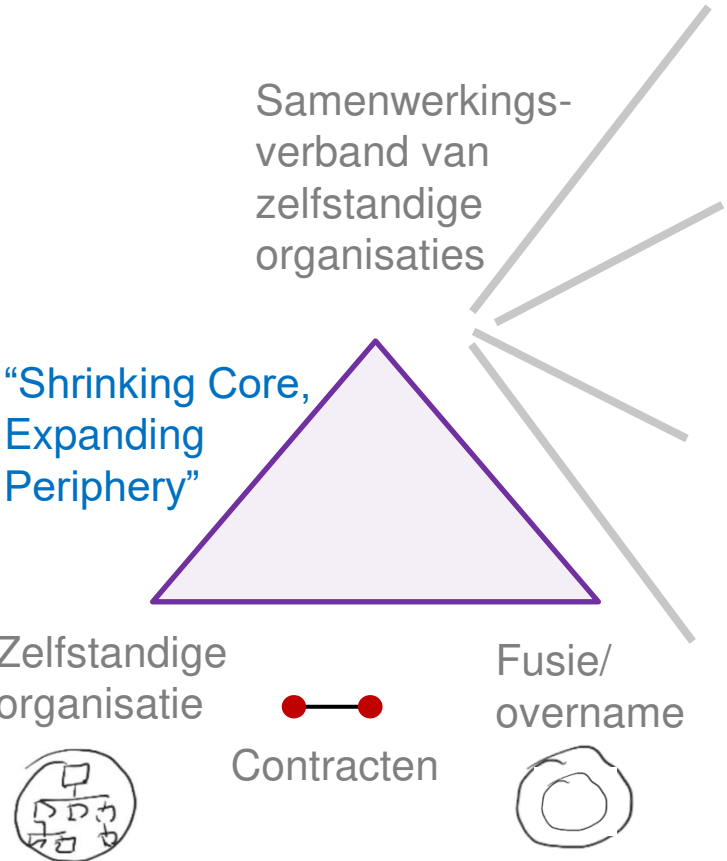 Samenwerkings-
verband van
zelfstandige
organisaties
“Shrinking Core,
Expanding
Periphery”
Zelfstandige
organisatie
Contracten
Fusie/
overname